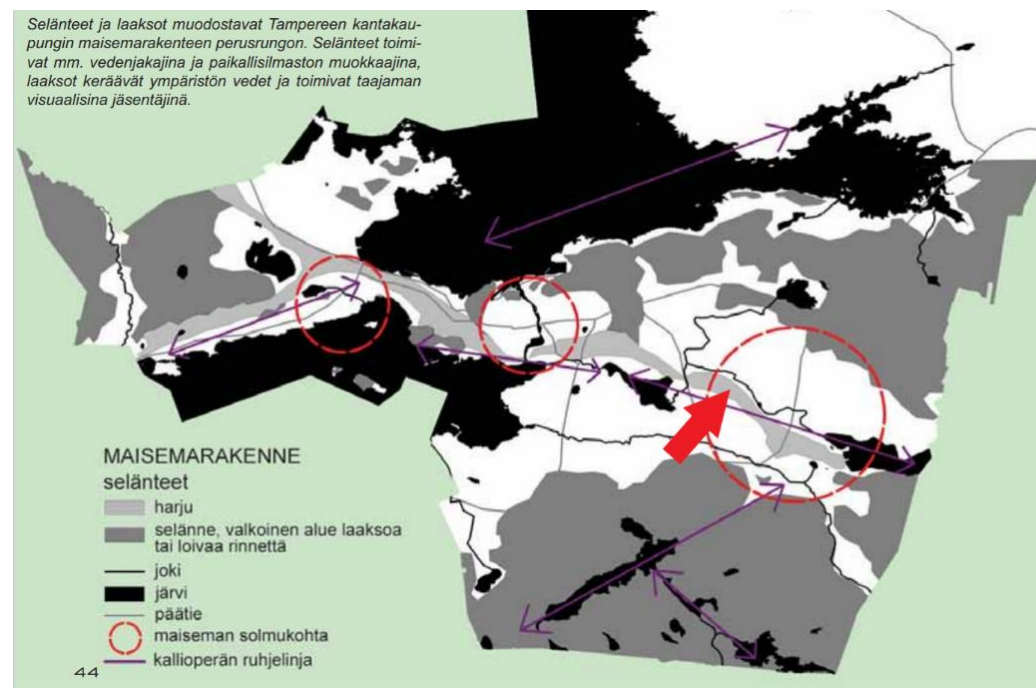 Selänteet ja laaksot muodostavat Tampereen kantakau-
pungin maisemarakenteen perusrungon. Selänteet toimi-
vat mm. vedenjakajina ja paikallisilmaston muokkaajina,
laaksot keräävät ympäristön vedet ja toimivat taajaman
visuaalisina jäsentäjinä.
MAISEMARAKENNE
selänteet
harju
selänne, valkoinen alue laaksoa
tai loivaa rinnettä
joki
järvi
päätie
maiseman solmukohta
kallioperän ruhjelinja
44